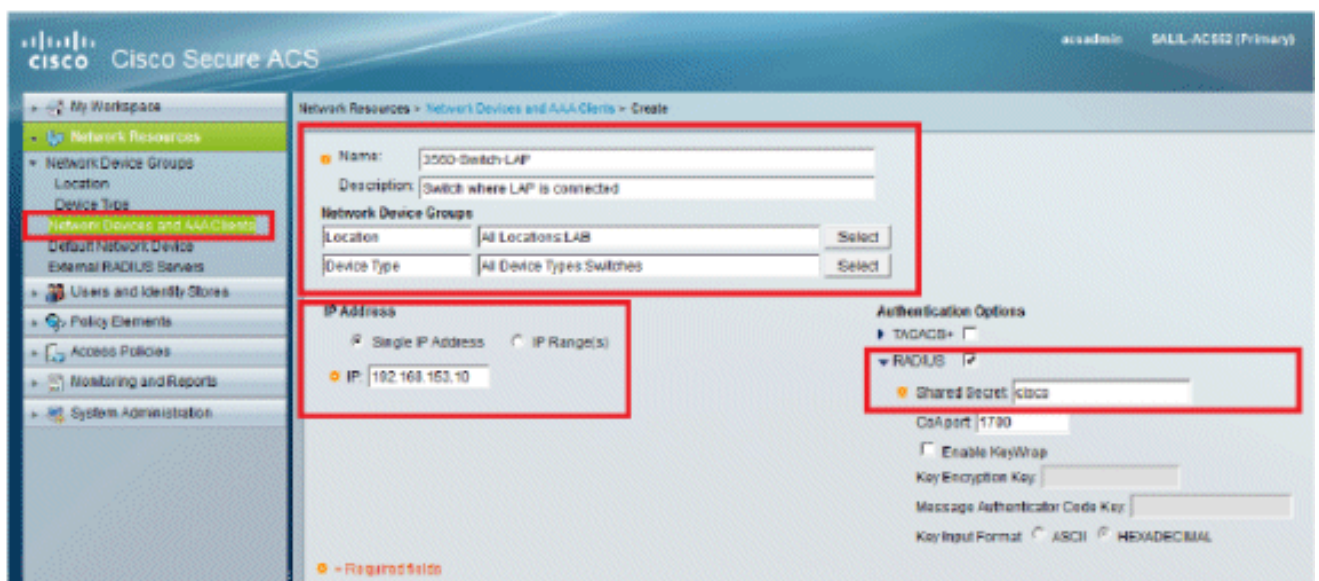 CISCO Cisco Secure ACS
acsadmin SALIL-ACS52 (Primary)
My Workspace
Network Resources
Network Device Groups
Location
Device Type
Network Devices and AAA Clients
Default Network Device
External RADIUS Servers
Users and Identity Stores
Policy Elements
Access Policies
Monitoring and Reports
System Administration
Network Resources > Network Devices and AAA Clients > Create
Name: 3560-Switch-LAP
Description: Switch where LAP is connected
Network Device Groups
Location All Locations:LAB Select
Device Type All Device Types:Switches Select
IP Address
Single IP Address IP Range(s)
IP: 192.168.153.10
Authentication Options
TACACS+
RADIUS
Shared Secret: cisco
CoA port: 1700
Enable KeyWrap
Key Encryption Key:
Message Authenticator Code Key:
Key Input Format ASCII HEXADECIMAL
= Required fields